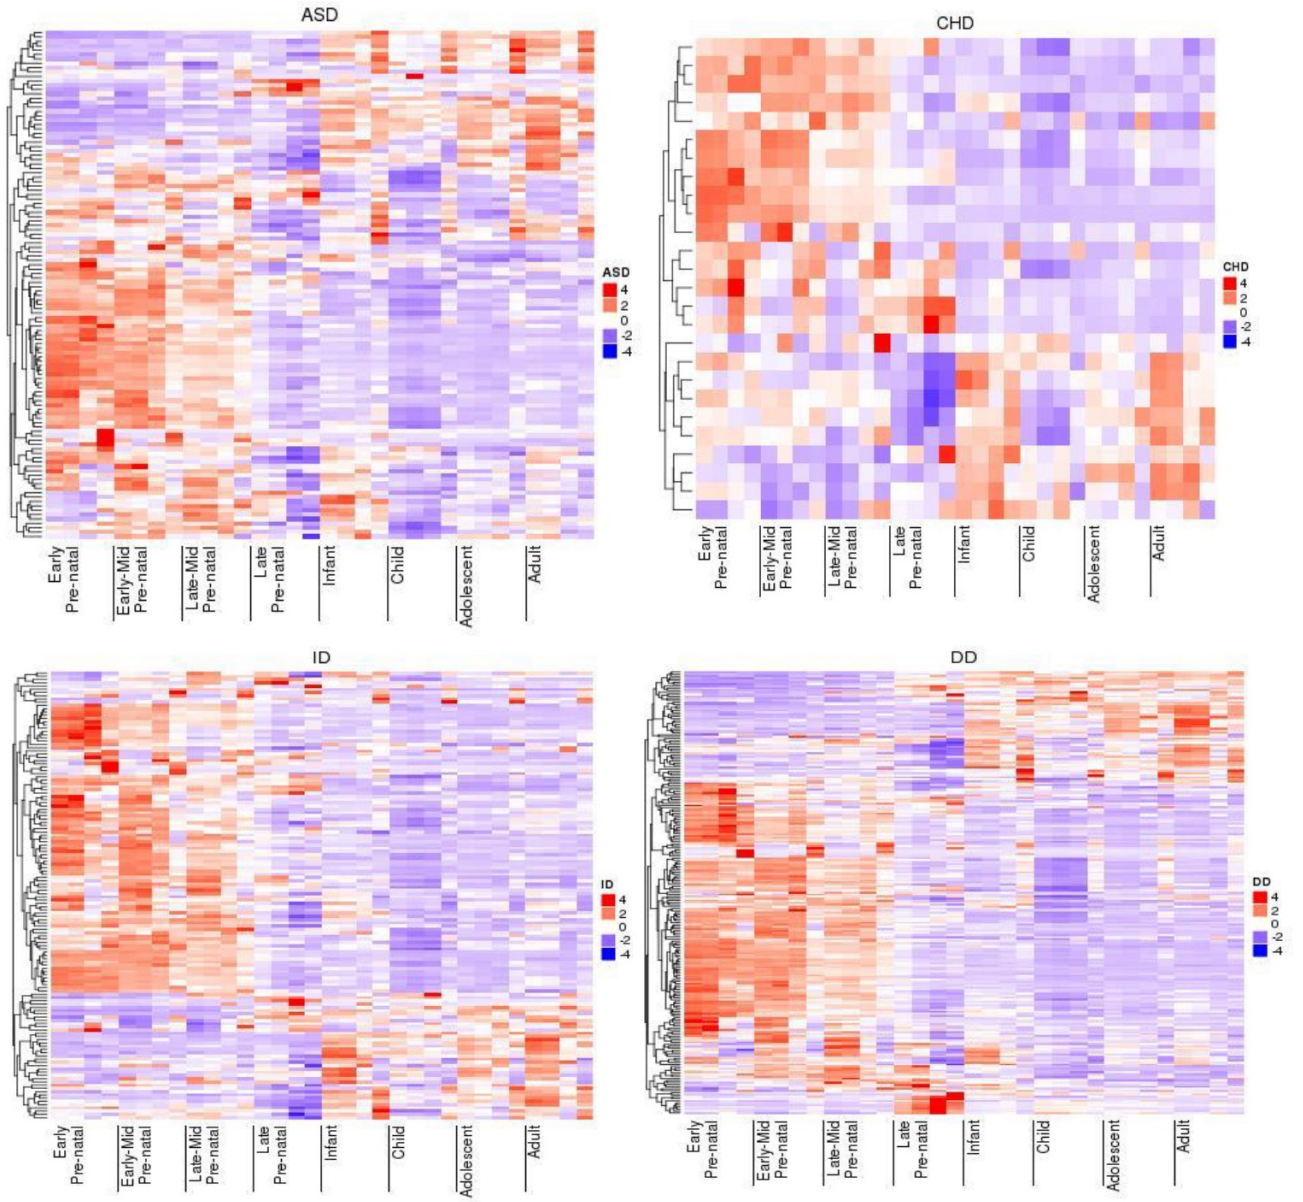 ASD
ASD
4
2
0
-2
-4
Early
Pre-natal
Early-Mid
Pre-natal
Late-Mid
Pre-natal
Late
Pre-natal
Infant
Child
Adolescent
Adult
CHD
CHD
4
2
0
-2
-4
Early
Pre-natal
Early-Mid
Pre-natal
Late-Mid
Pre-natal
Late
Pre-natal
Infant
Child
Adolescent
Adult
ID
ID
4
2
0
-2
-4
Early
Pre-natal
Early-Mid
Pre-natal
Late-Mid
Pre-natal
Late
Pre-natal
Infant
Child
Adolescent
Adult
DD
DD
4
2
0
-2
-4
Early
Pre-natal
Early-Mid
Pre-natal
Late-Mid
Pre-natal
Late
Pre-natal
Infant
Child
Adolescent
Adult